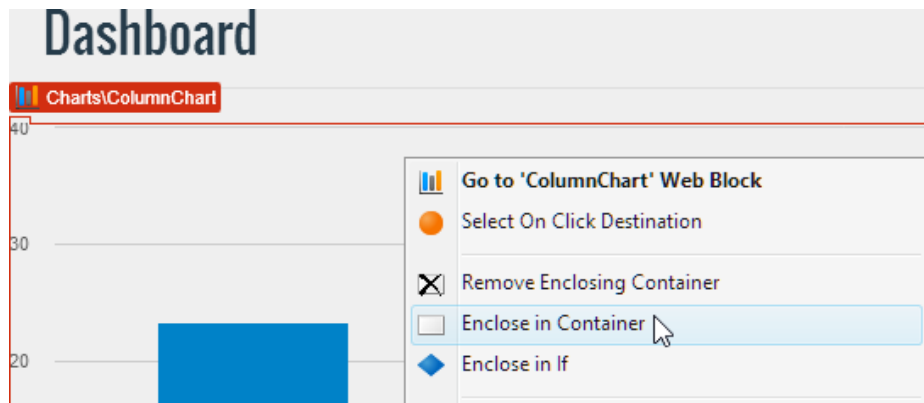 Dashboard
Charts\ColumnChart
40
Go to 'ColumnChart' Web Block
Select On Click Destination
30
Remove Enclosing Container
Enclose in Container
20
Enclose in If